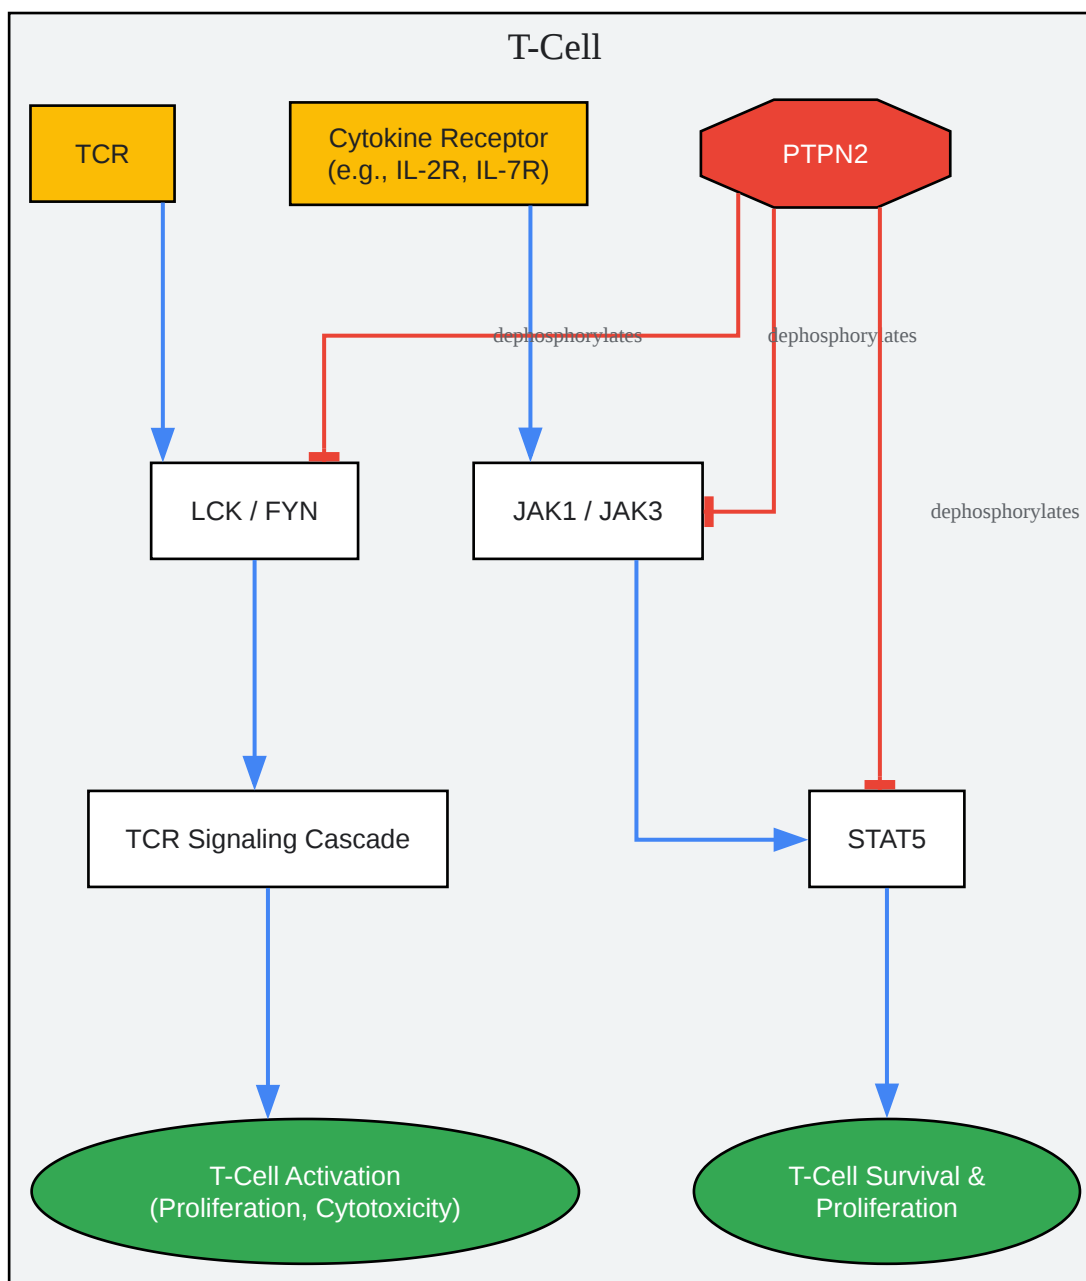 T-Cell
TCR
Cytokine Receptor
(e.g., IL-2R, IL-7R)
PTPN2
dephosphorylates
dephosphorylates
LCK / FYN
JAK1 / JAK3
dephosphorylates
TCR Signaling Cascade
STAT5
T-Cell Activation
(Proliferation, Cytotoxicity)
T-Cell Survival &
Proliferation